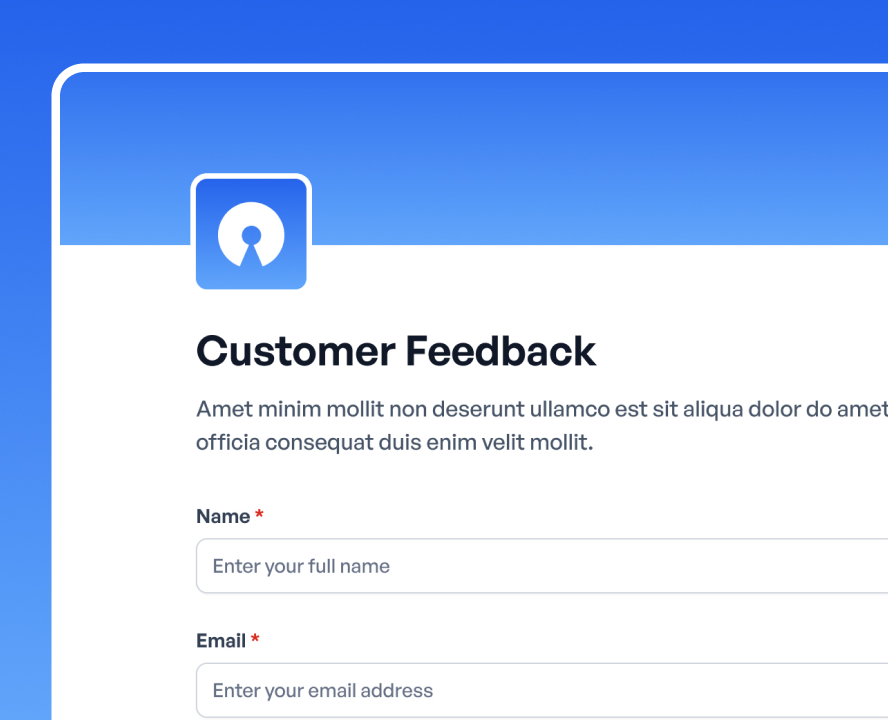 Customer Feedback
Amet minim mollit non deserunt ullamco est sit aliqua dolor do amet
officia consequat duis enim velit mollit.
Name *
Enter your full name
Email *
Enter your email address